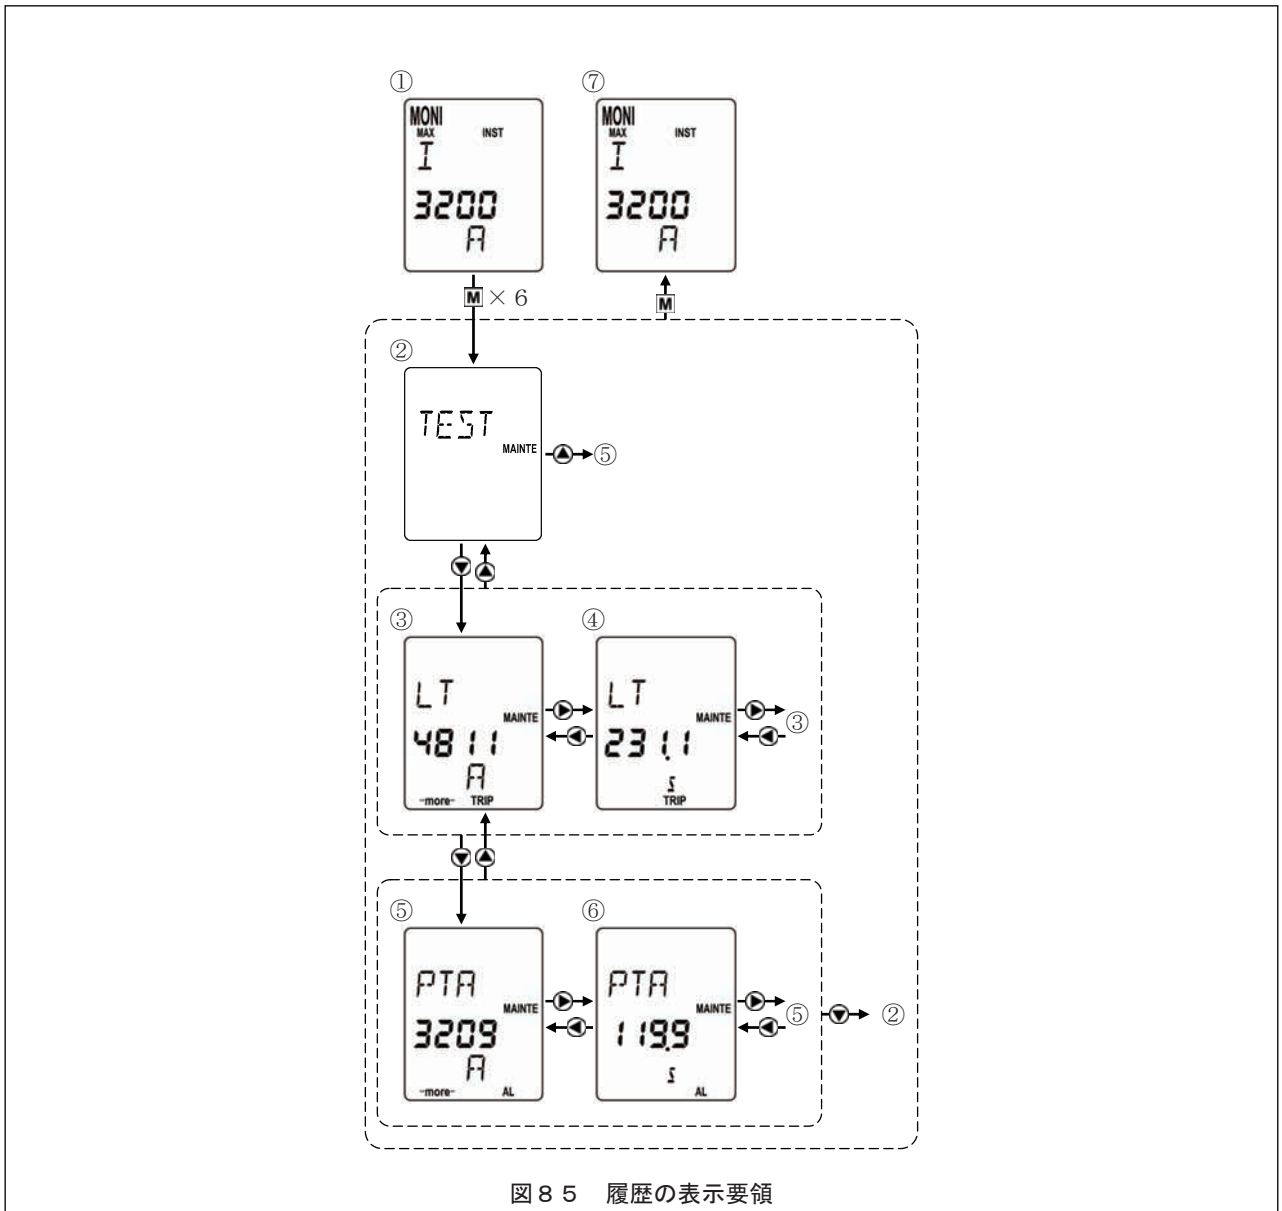 ① ⑦
MONI MONI
MAX INST MAX INST
I I
3200 3200
A A
M × 6 M
②
TEST
MAINTE ⑤
③ ④
LT LT
MAINTE MAINTE ③
4811 231.1
A s
-more- TRIP TRIP
⑤ ⑥
PTA PTA
MAINTE MAINTE ⑤ ②
3209 119.9
A s
-more- AL AL
図85 履歴の表示要領